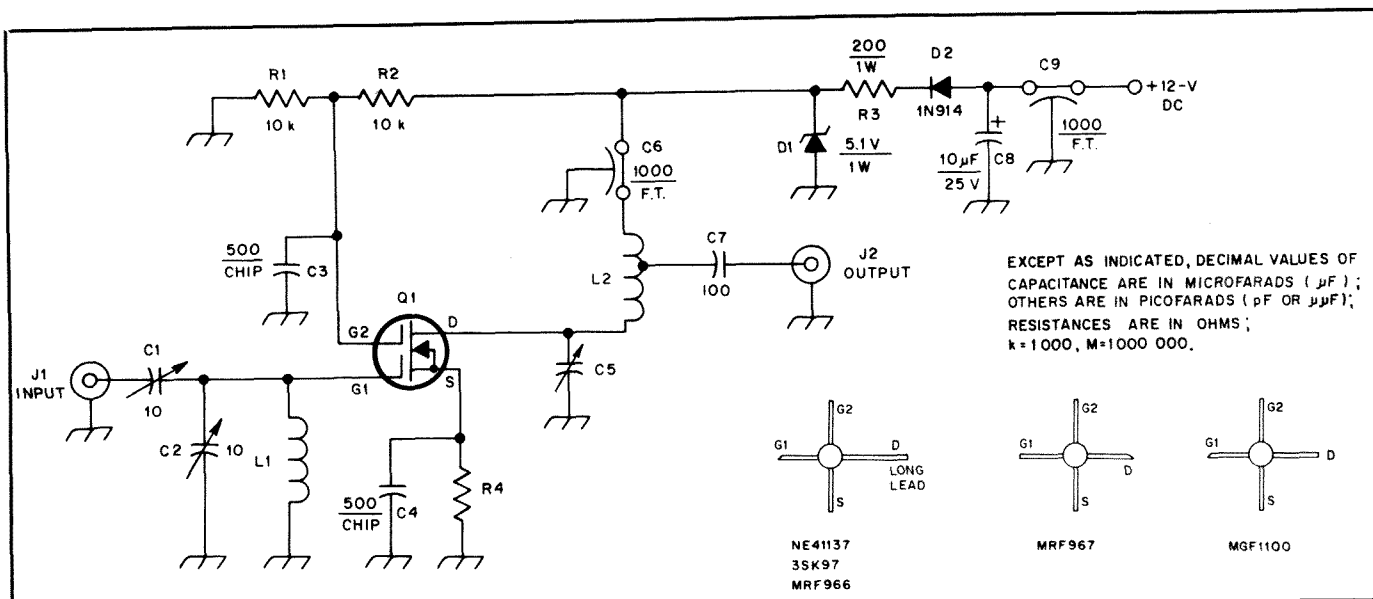 R1
10 k
R2
10 k
200
1W
R3
D2
1N914
C9
+12-V
DC
1000
F.T.
+
10 µF
25 V
C8
D1
5.1 V
1W
C6
1000
F.T.
500
CHIP
C3
L2
C7
100
J2
OUTPUT
Q1
G2
D
G1
S
C5
J1
INPUT
C1
10
C2
10
L1
500
CHIP
C4
R4
EXCEPT AS INDICATED, DECIMAL VALUES OF
CAPACITANCE ARE IN MICROFARADS ( µF ) ;
OTHERS ARE IN PICOFARADS ( pF OR µµF);
RESISTANCES ARE IN OHMS ;
k=1000, M=1000 000.
G2
G1
D
LONG
LEAD
S
NE41137
3SK97
MRF966
G2
G1
D
S
MRF967
G2
G1
D
S
MGF1100